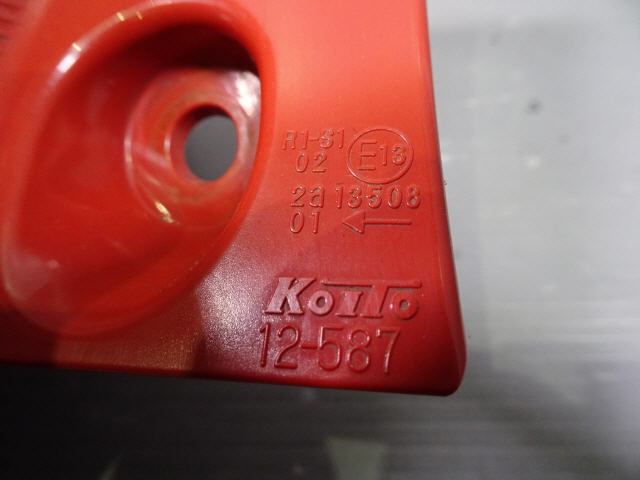 R1-S1
02 E13
2a 13508
01 ←
KOITO
12-587